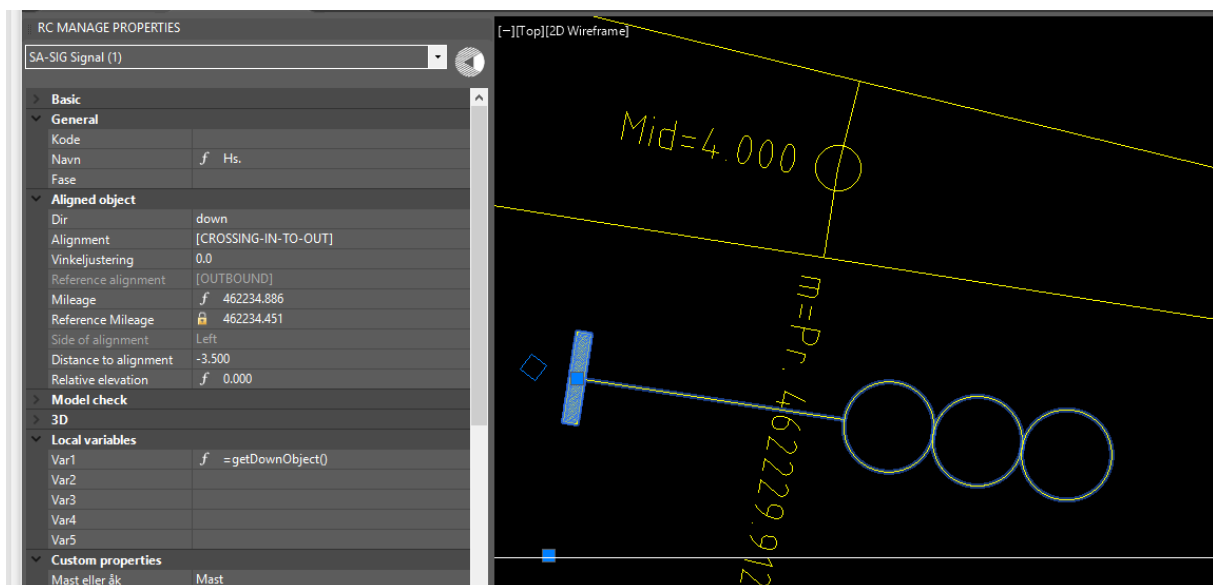 RC MANAGE PROPERTIES
SA-SIG Signal (1)
Basic
General
Kode
Navn ƒ Hs.
Fase
Aligned object
Dir down
Alignment [CROSSING-IN-TO-OUT]
Vinkeljustering 0.0
Reference alignment [OUTBOUND]
Mileage ƒ 462234.886
Reference Mileage 462234.451
Side of alignment Left
Distance to alignment -3.500
Relative elevation ƒ 0.000
Model check
3D
Local variables
Var1 ƒ =getDownObject()
Var2
Var3
Var4
Var5
Custom properties
Mast eller åk Mast
[−][Top][2D Wireframe]
Mid=4.000
m=Pr. 462229.912